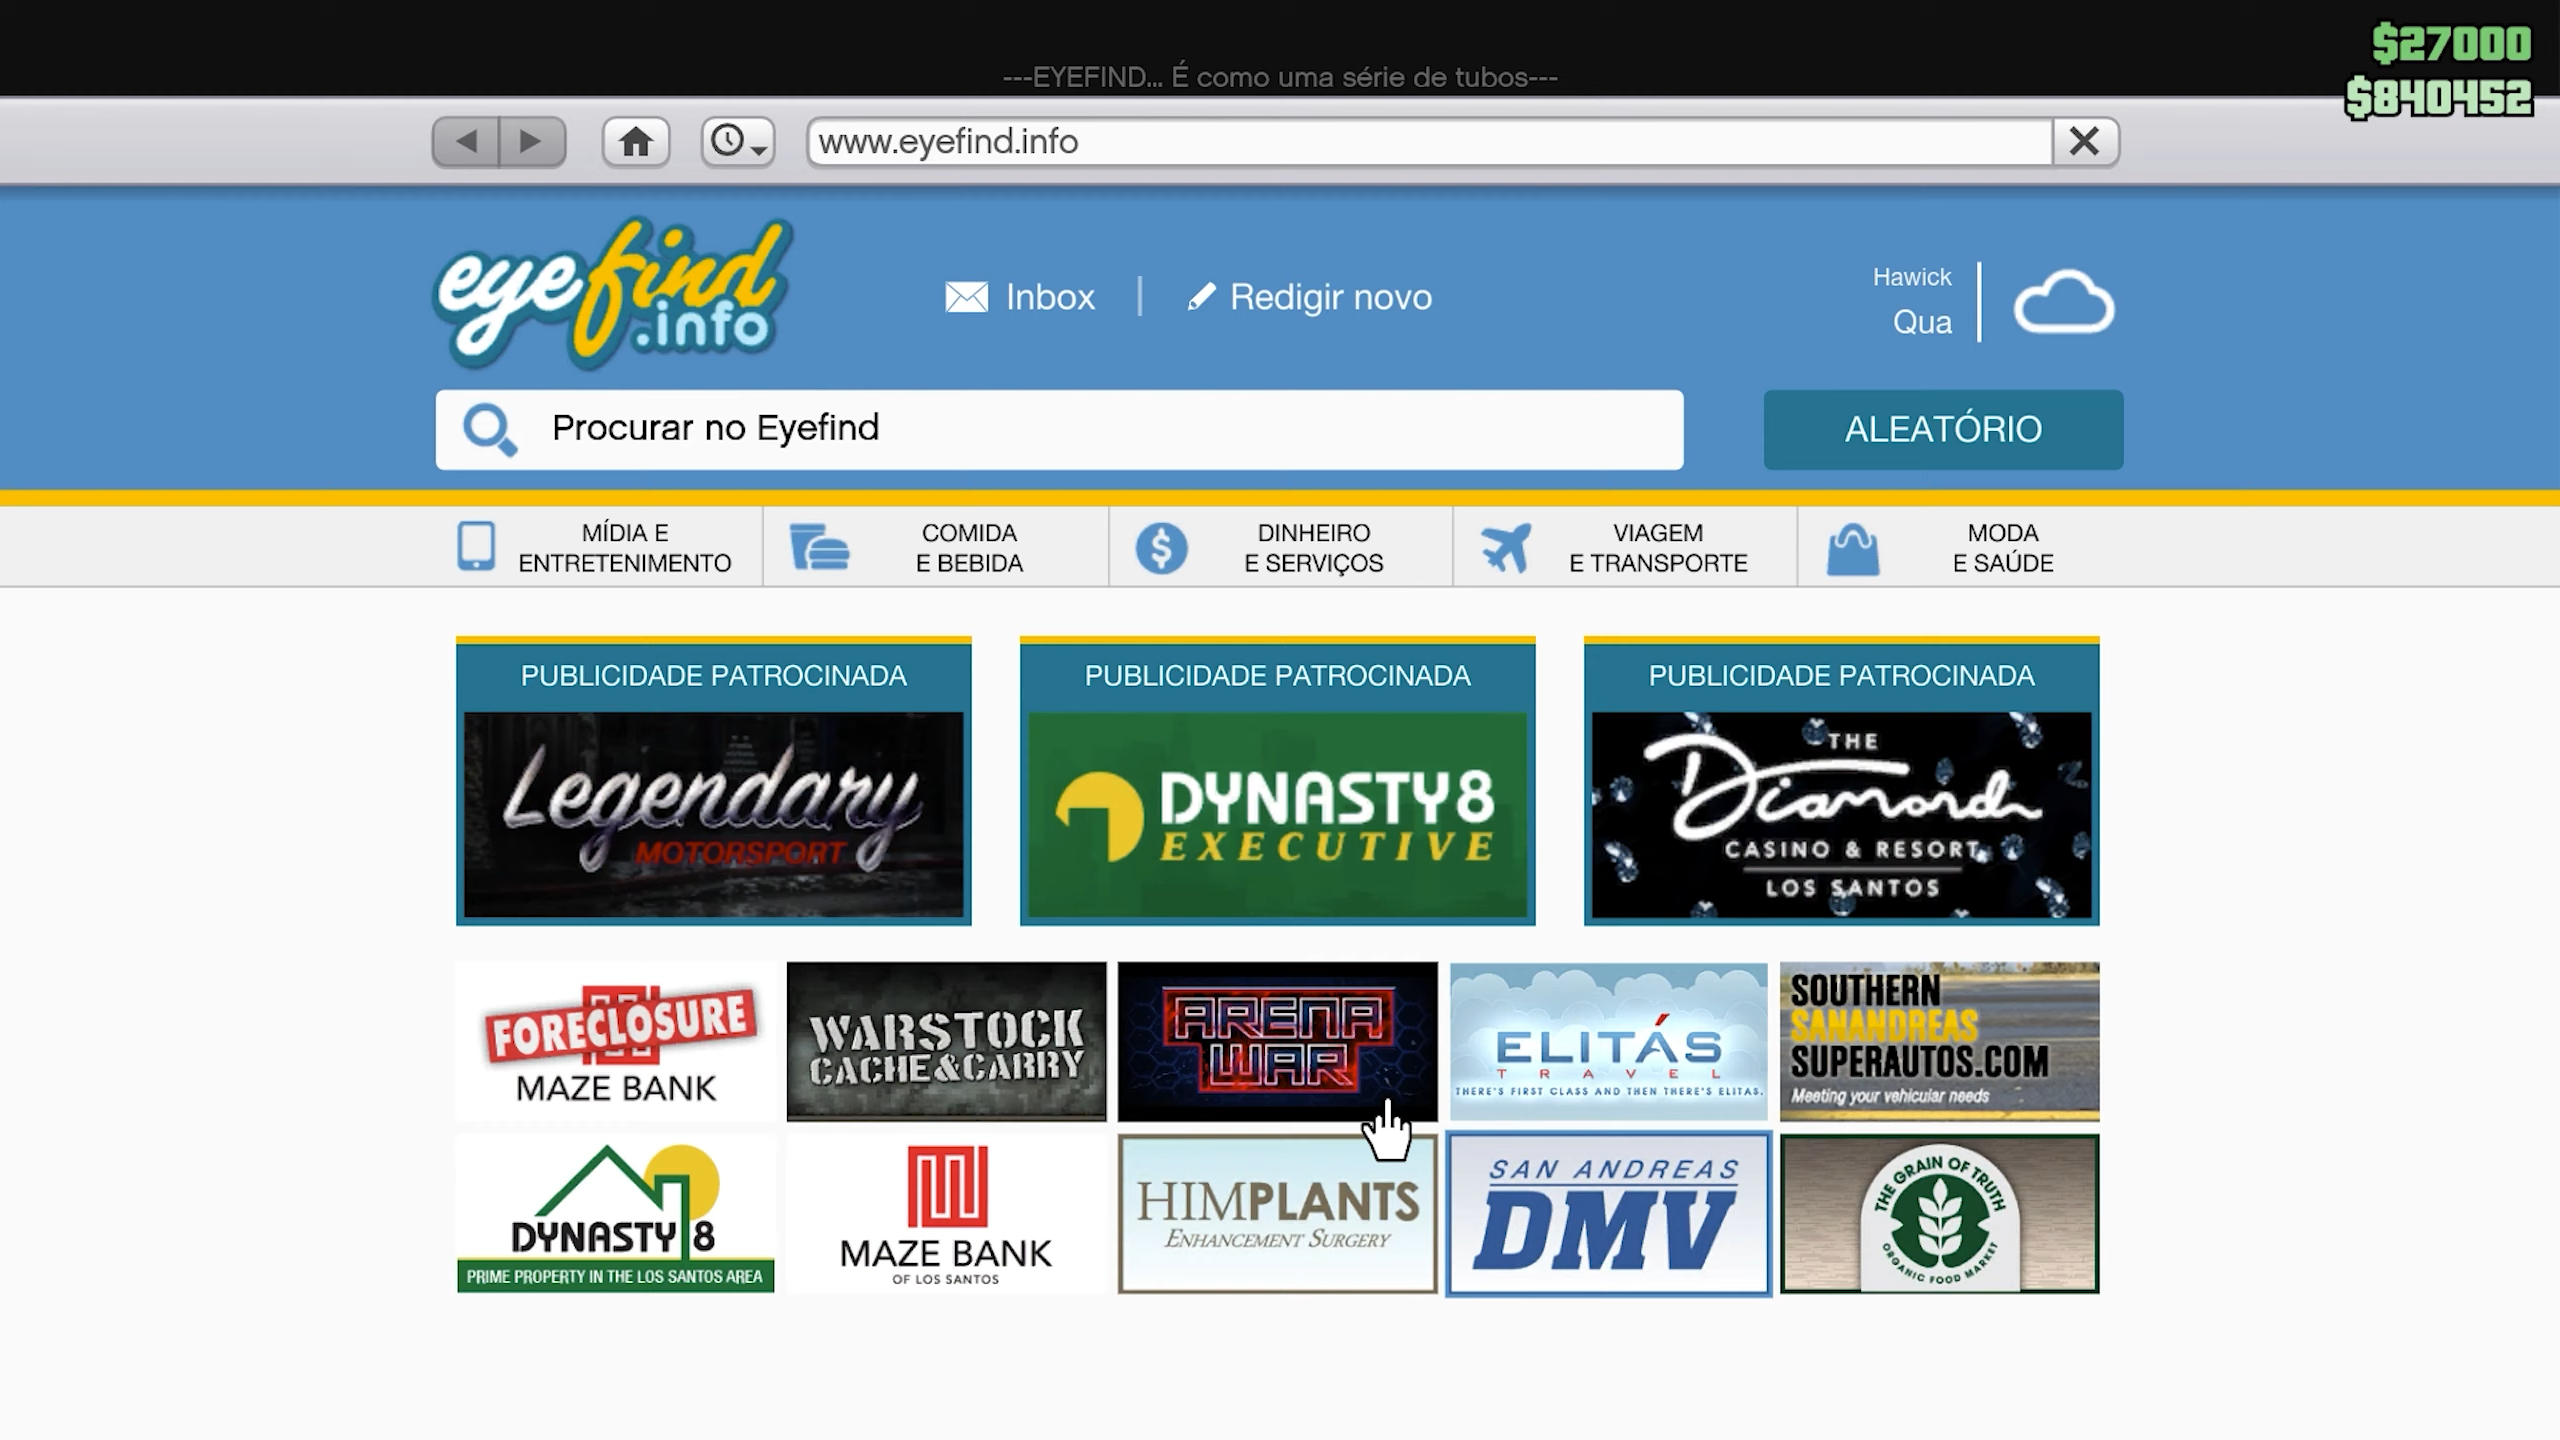 $27000
---EYEFIND... É como uma série de tubos---
$840452
www.eyefind.info
eyefind
.info
Inbox
Redigir novo
Hawick
Qua
Procurar no Eyefind
ALEATÓRIO
MÍDIA E
ENTRETENIMENTO
COMIDA
E BEBIDA
DINHEIRO
E SERVIÇOS
VIAGEM
E TRANSPORTE
MODA
E SAÚDE
PUBLICIDADE PATROCINADA
Legendary
MOTORSPORT
PUBLICIDADE PATROCINADA
DYNASTY8
EXECUTIVE
PUBLICIDADE PATROCINADA
THE
Diamond
CASINO & RESORT
LOS SANTOS
FORECLOSURE
MAZE BANK
WARSTOCK
CACHE&CARRY
ARENA
WAR
ELITÁS
TRAVEL
THERE'S FIRST CLASS AND THEN THERE'S ELITAS.
SOUTHERN
SANANDREAS
SUPERAUTOS.COM
Meeting your vehicular needs
DYNASTY 8
PRIME PROPERTY IN THE LOS SANTOS AREA
MAZE BANK
OF LOS SANTOS
HIMPLANTS
ENHANCEMENT SURGERY
SAN ANDREAS
DMV
THE GRAIN OF TRUTH
ORGANIC FOOD MARKET